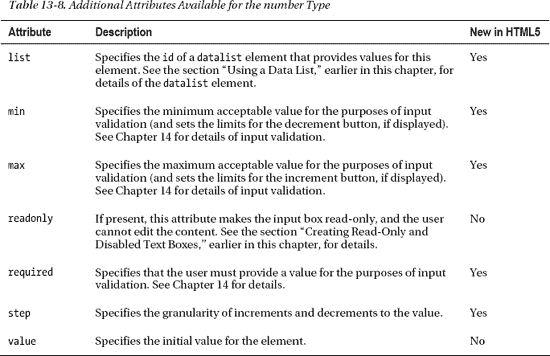 Table 13-8. Additional Attributes Available for the number Type
Attribute Description New in HTML5
list Specifies the id of a datalist element that provides values for this Yes
element. See the section “Using a Data List,” earlier in this chapter, for
details of the datalist element.
min Specifies the minimum acceptable value for the purposes of input Yes
validation (and sets the limits for the decrement button, if displayed).
See Chapter 14 for details of input validation.
max Specifies the maximum acceptable value for the purposes of input Yes
validation (and sets the limits for the increment button, if displayed).
See Chapter 14 for details of input validation.
readonly If present, this attribute makes the input box read-only, and the user No
cannot edit the content. See the section “Creating Read-Only and
Disabled Text Boxes,” earlier in this chapter, for details.
required Specifies that the user must provide a value for the purposes of input Yes
validation. See Chapter 14 for details.
step Specifies the granularity of increments and decrements to the value. Yes
value Specifies the initial value for the element. No